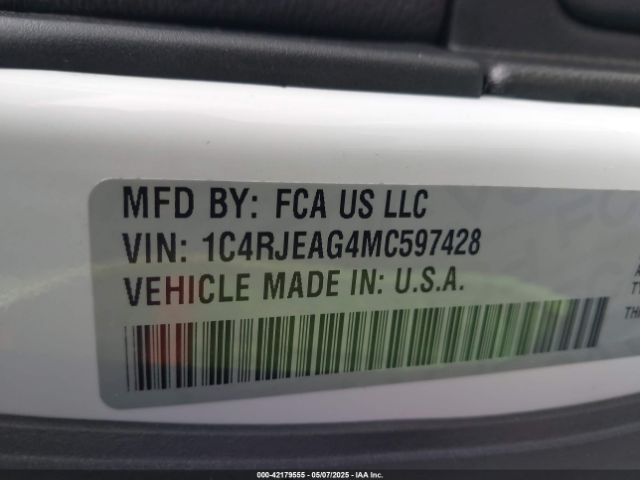 MFD BY: FCA US LLC
VIN: 1C4RJEAG4MC597428
VEHICLE MADE IN: U.S.A.
000-42179555 - 05/07/2025 - IAA Inc.